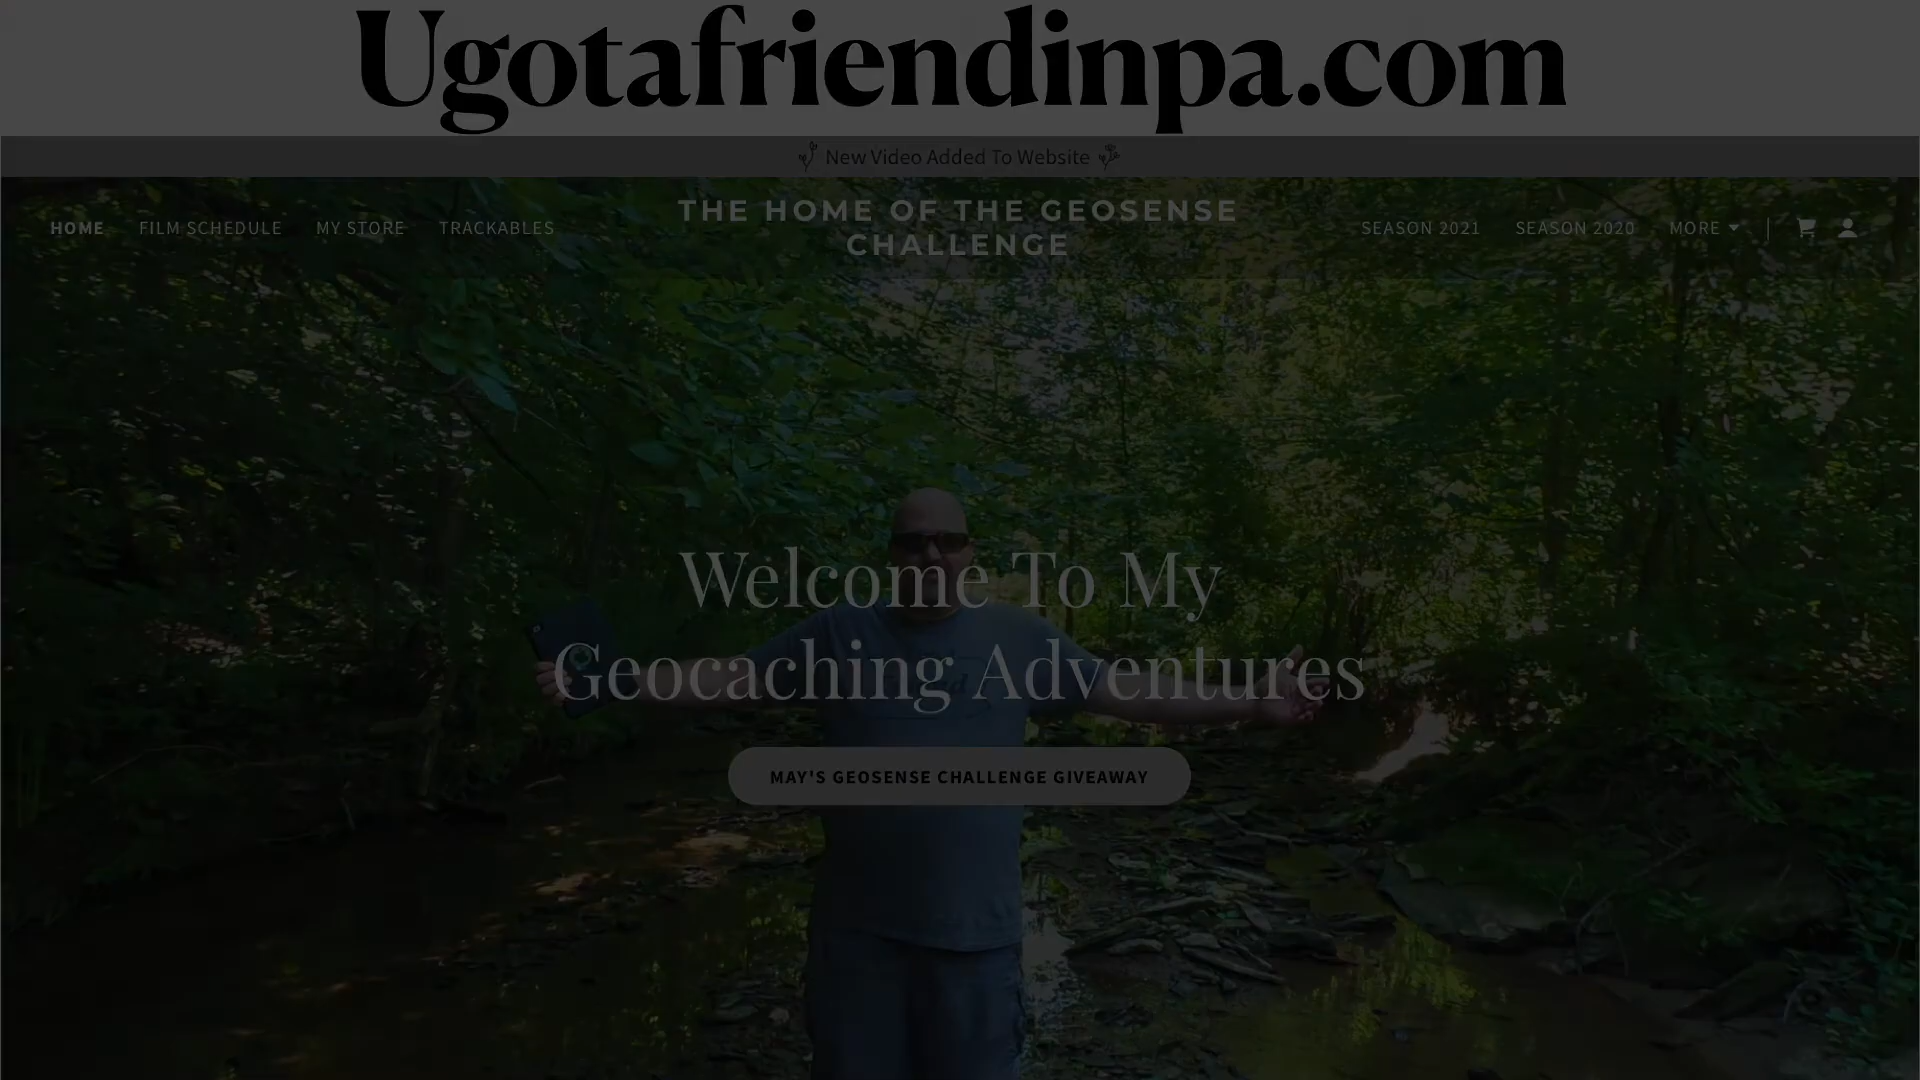 Ugotafriendinpa.com
New Video Added To Website
HOME FILM SCHEDULE MY STORE TRACKABLES
THE HOME OF THE GEOSENSE
CHALLENGE
SEASON 2021 SEASON 2020 MORE
Welcome To My
Geocaching Adventures
MAY'S GEOSENSE CHALLENGE GIVEAWAY